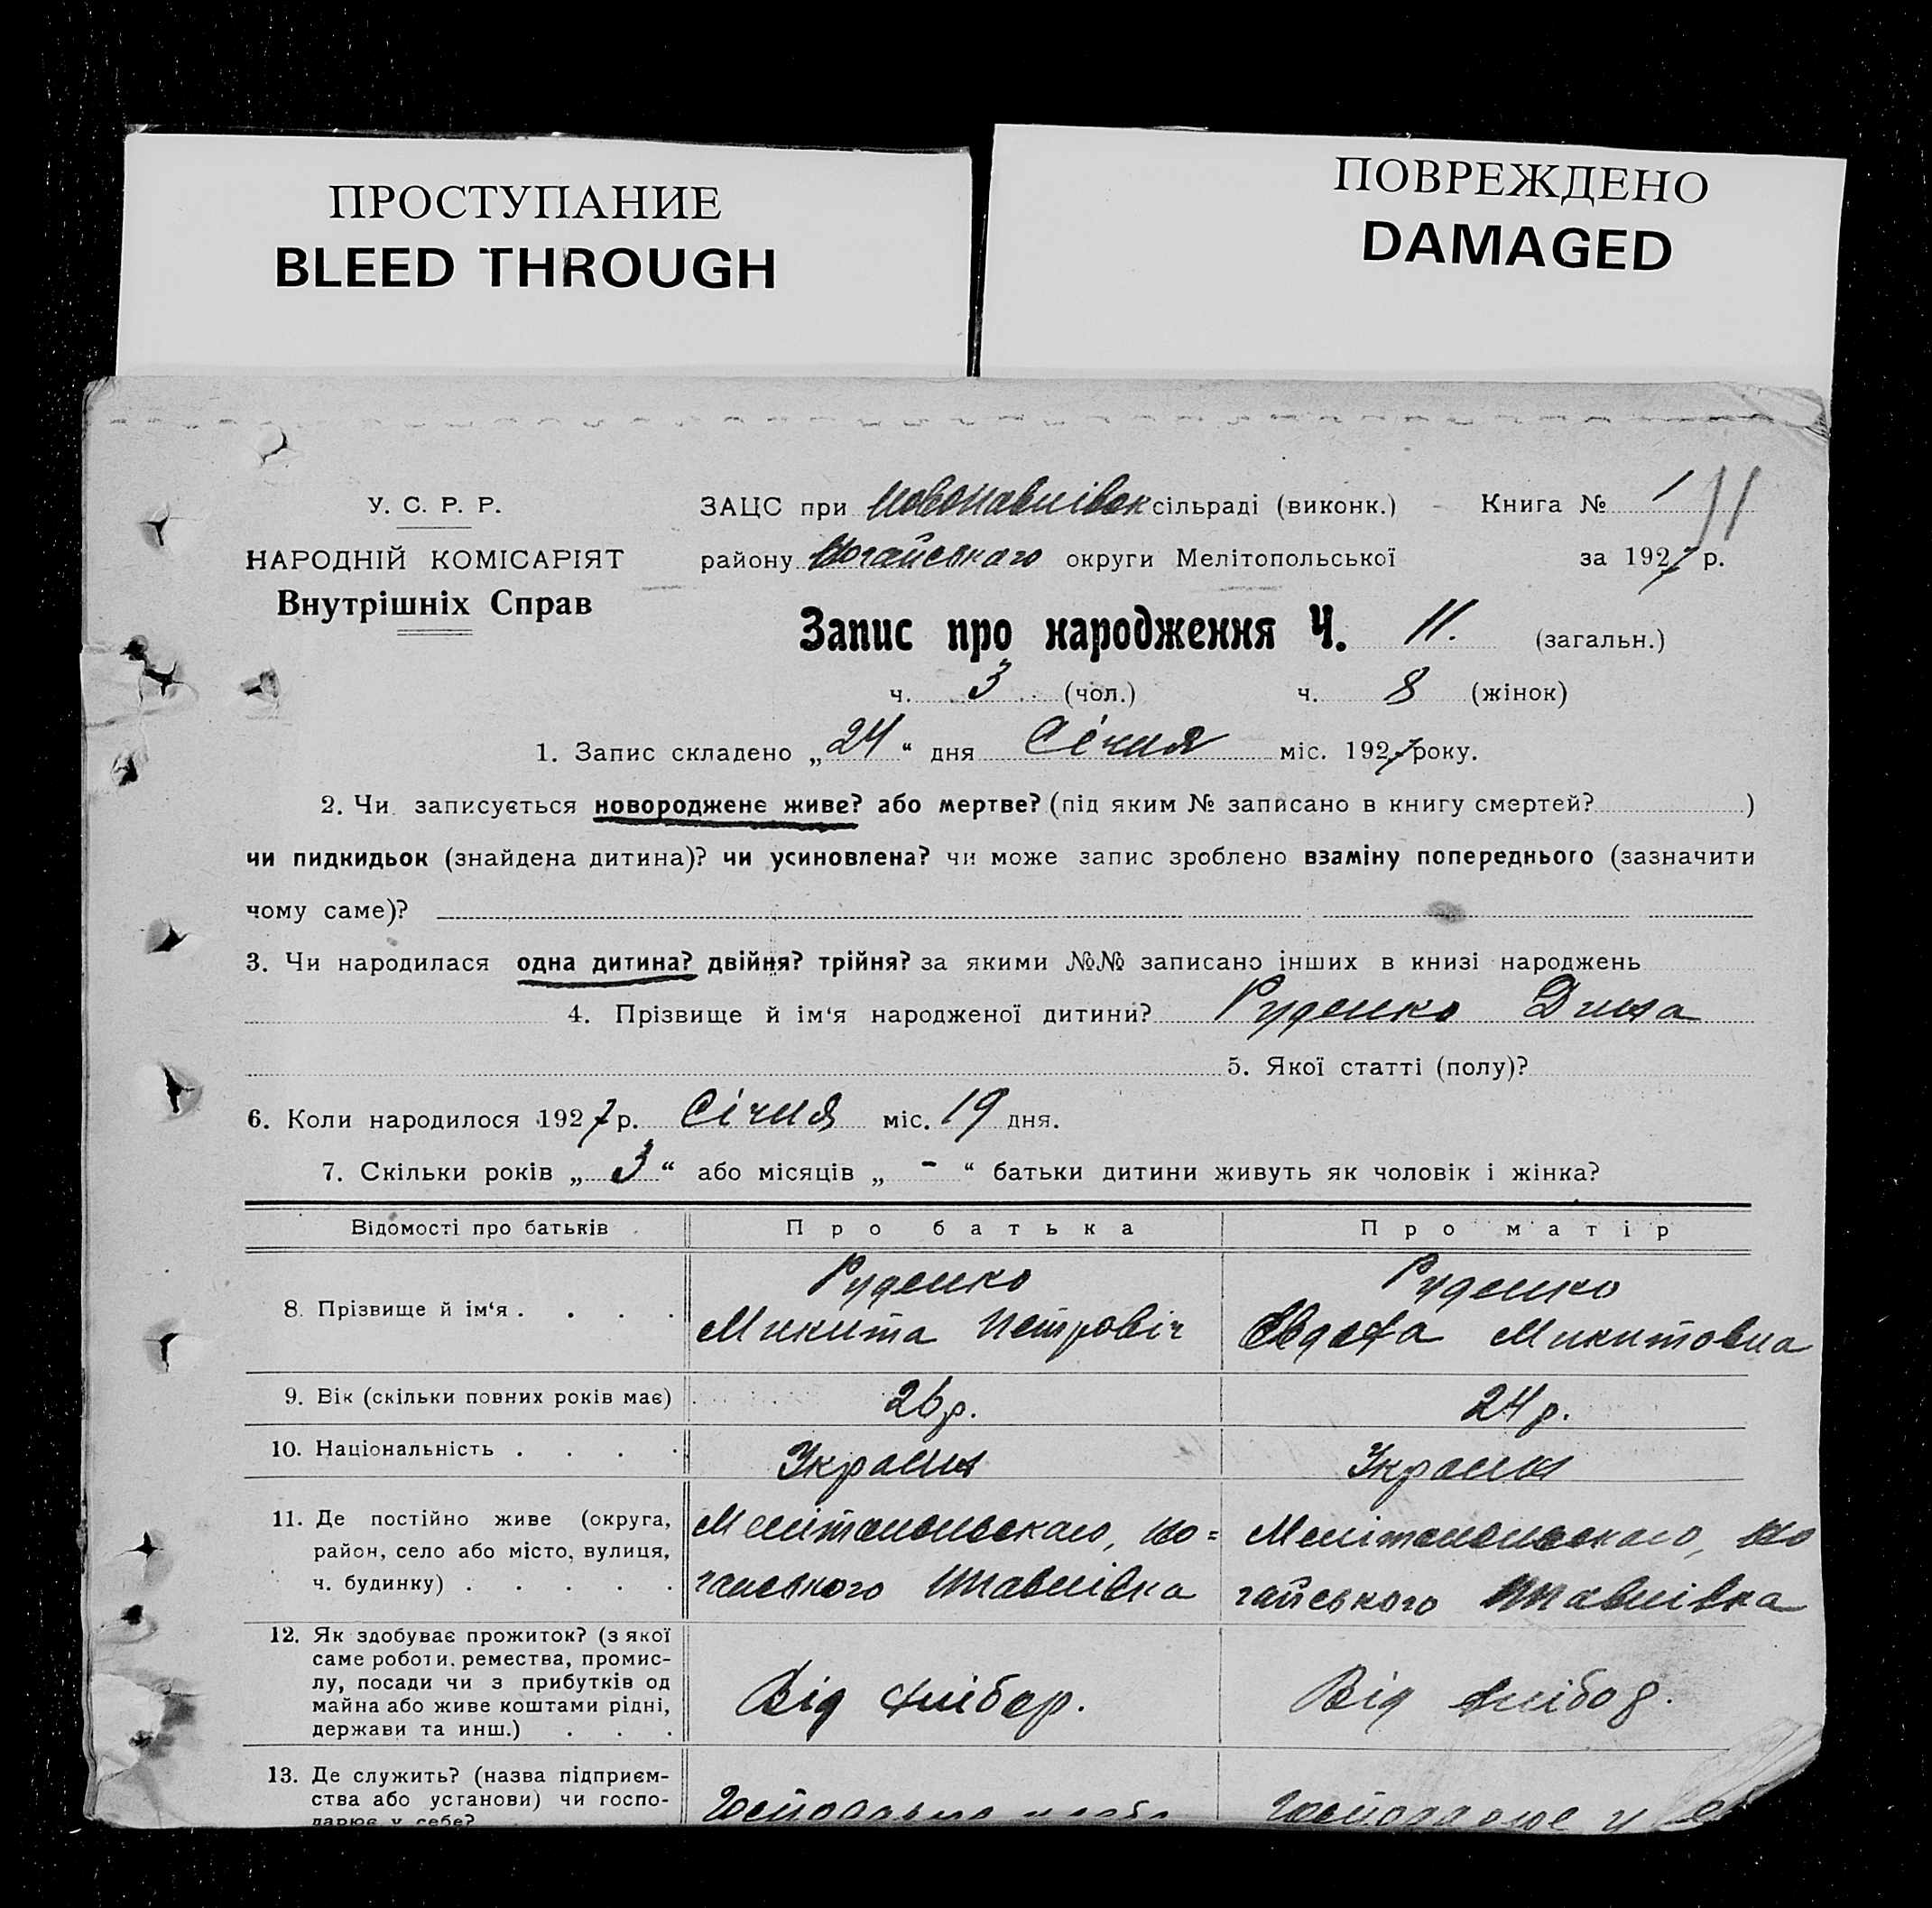 ПРОСТУПАНИЕ
BLEED THROUGH
ПОВРЕЖДЕНО
DAMAGED
У. С. Р. Р.
НАРОДНІЙ КОМІСАРІЯТ
Внутрішніх Справ
ЗАЦС при Новопавлівск сільраді (виконк.) Книга № 1 11
району Ногайського округи Мелітопольської за 1927 р.
Запис про народження Ч. 11. (загальн.)
ч. 3 (чол.) ч. 8 (жінок)
1. Запис складено „24“ дня Січня міс. 1927 року.
2. Чи записується новороджене живе? або мертве? (під яким № записано в книгу смертей? )
чи пидкидьок (знайдена дитина)? чи усиновлена? чи може запис зроблено взаміну попереднього (зазначити
чому саме)?
3. Чи народилася одна дитина? двійня? трійня? за якими №№ записано інших в книзі народжень
4. Прізвище й ім‘я народженої дитини? Руденко
5. Якої статті (полу)?
6. Коли народилося 1927 р. Січня міс. 19 дня.
7. Скільки років „3“ або місяців „-“ батьки дитини живуть як чоловік і жінка?
Відомості про батьків Про батька Про матір
8. Прізвище й ім‘я . . . . Руденко Микита Петровіч Руденко Микитовна
9. Вік (скільки повних років має) 26 р. 24 р.
10. Національність . . . . Україн Україн
11. Де постійно живе (округа,
район, село або місто, вулиця,
ч. будинку) . . . . .
Мелітопольского, Но=
гайського Павлівка
Мелітопольского, Но
гайського Павлівка
12. Як здобуває прожиток? (з якої
саме роботи, ремества, промис-
лу, посади чи з прибутків од
майна або живе коштами рідні,
держави та инш.) . . .
Від хлібор.
Від хлібор.
13. Де служить? (назва підприєм-
ства або установи) чи госпо-
дарює у себе?